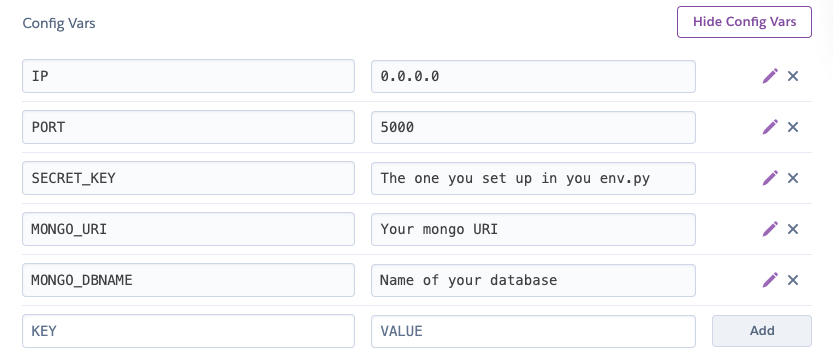 Config Vars Hide Config Vars
IP 0.0.0.0
PORT 5000
SECRET_KEY The one you set up in you env.py
MONGO_URI Your mongo URI
MONGO_DBNAME Name of your database
KEY VALUE Add